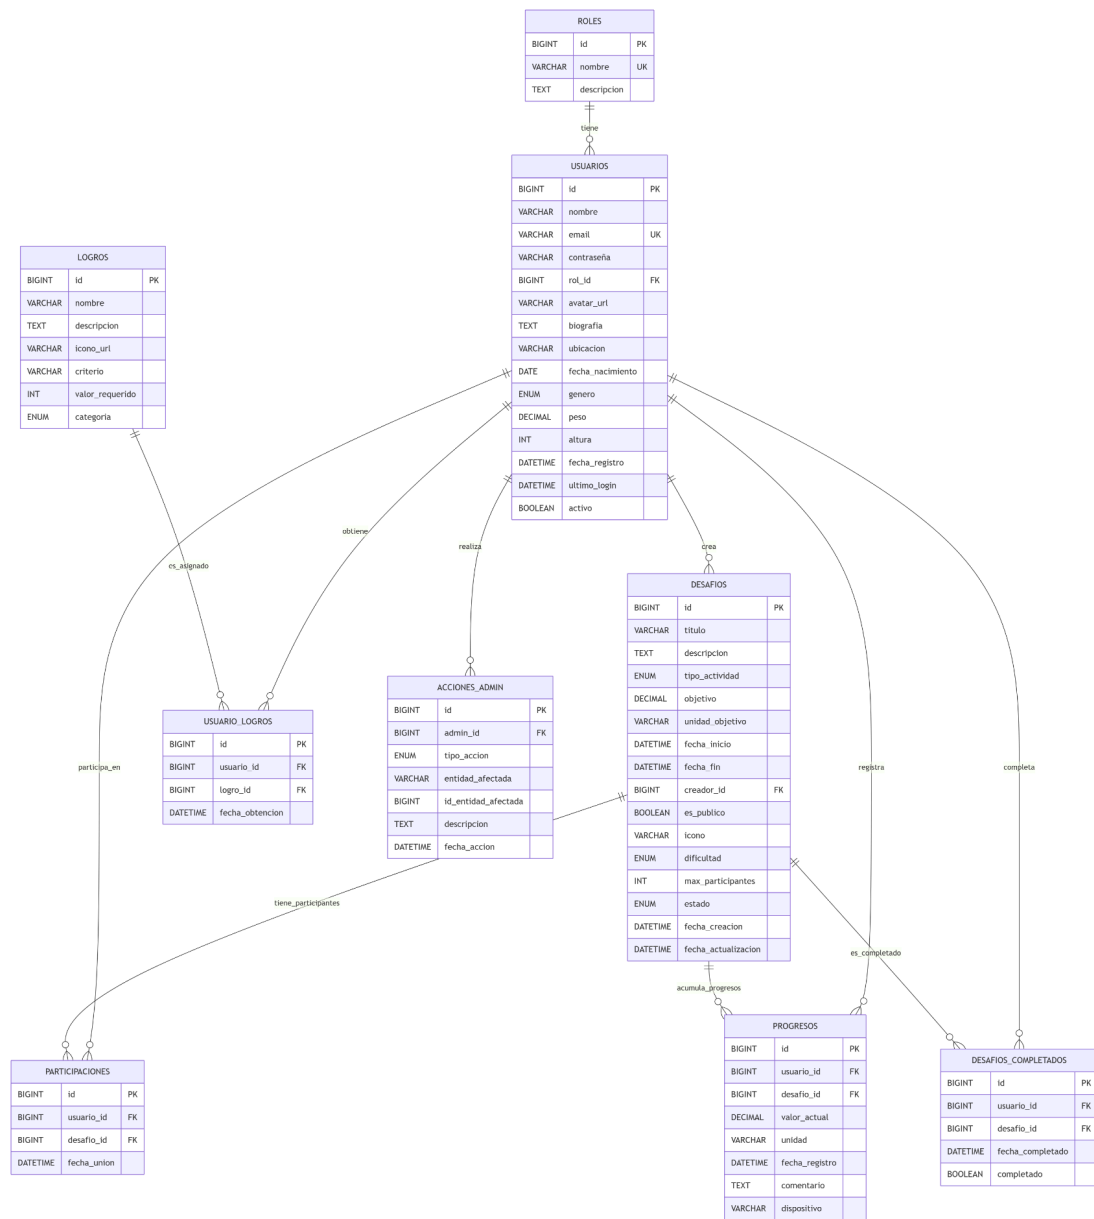 ROLES
BIGINT id PK
VARCHAR nombre UK
TEXT descripcion
tiene
USUARIOS
BIGINT id PK
VARCHAR nombre
VARCHAR email UK
VARCHAR contraseña
BIGINT rol_id FK
VARCHAR avatar_url
TEXT biografia
VARCHAR ubicacion
DATE fecha_nacimiento
ENUM genero
DECIMAL peso
INT altura
DATETIME fecha_registro
DATETIME ultimo_login
BOOLEAN activo
LOGROS
BIGINT id PK
VARCHAR nombre
TEXT descripcion
VARCHAR icono_url
VARCHAR criterio
INT valor_requerido
ENUM categoria
es_asignado
obtiene
realiza
crea
participa_en
registra
completa
DESAFIOS
BIGINT id PK
VARCHAR titulo
TEXT descripcion
ENUM tipo_actividad
DECIMAL objetivo
VARCHAR unidad_objetivo
DATETIME fecha_inicio
DATETIME fecha_fin
BIGINT creador_id FK
BOOLEAN es_publico
VARCHAR icono
ENUM dificultad
INT max_participantes
ENUM estado
DATETIME fecha_creacion
DATETIME fecha_actualizacion
ACCIONES_ADMIN
BIGINT id PK
BIGINT admin_id FK
ENUM tipo_accion
VARCHAR entidad_afectada
BIGINT id_entidad_afectada
TEXT descripcion
DATETIME fecha_accion
USUARIO_LOGROS
BIGINT id PK
BIGINT usuario_id FK
BIGINT logro_id FK
DATETIME fecha_obtencion
tiene_participantes
acumula_progresos
es_completado
PARTICIPACIONES
BIGINT id PK
BIGINT usuario_id FK
BIGINT desafio_id FK
DATETIME fecha_union
PROGRESOS
BIGINT id PK
BIGINT usuario_id FK
BIGINT desafio_id FK
DECIMAL valor_actual
VARCHAR unidad
DATETIME fecha_registro
TEXT comentario
VARCHAR dispositivo
DESAFIOS_COMPLETADOS
BIGINT id PK
BIGINT usuario_id FK
BIGINT desafio_id FK
DATETIME fecha_completado
BOOLEAN completado